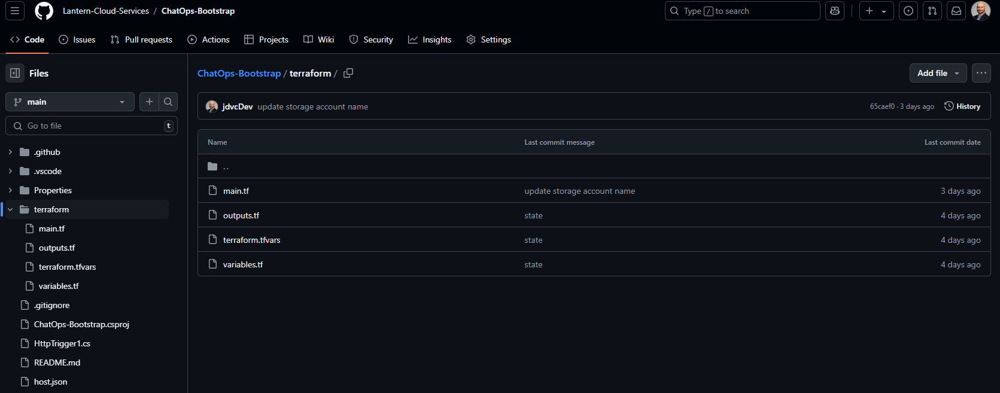 Lantern-Cloud-Services / ChatOps-Bootstrap
Type / to search
Code
Issues
Pull requests
Actions
Projects
Wiki
Security
Insights
Settings
Files
main
Go to file
t
.github
.vscode
Properties
terraform
main.tf
outputs.tf
terraform.tfvars
variables.tf
.gitignore
ChatOps-Bootstrap.csproj
HttpTrigger1.cs
README.md
host.json
ChatOps-Bootstrap / terraform /
Add file
jdvcDev update storage account name
65caef0 · 3 days ago
History
Name Last commit message Last commit date
..
main.tf update storage account name 3 days ago
outputs.tf state 4 days ago
terraform.tfvars state 4 days ago
variables.tf state 4 days ago